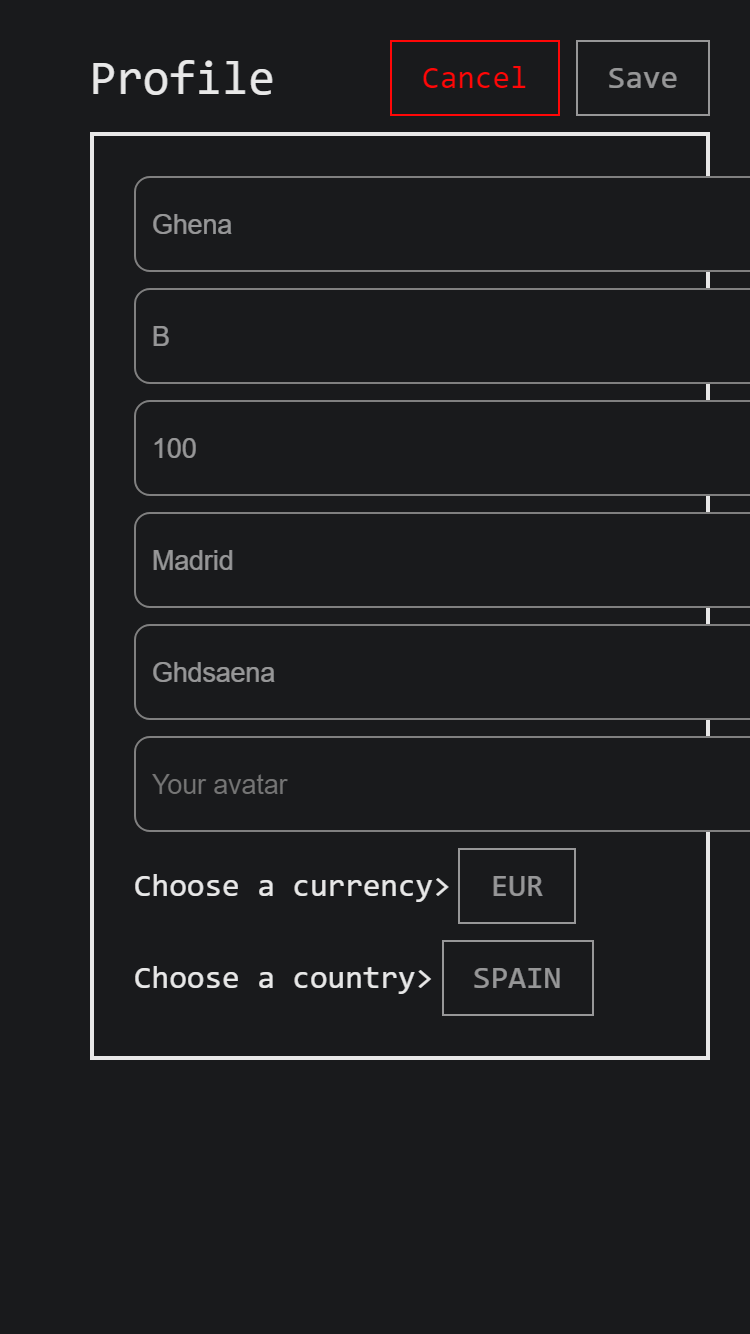 Profile
Cancel
Save
Ghena
B
100
Madrid
Ghdsaena
Your avatar
Choose a currency> EUR
Choose a country> SPAIN